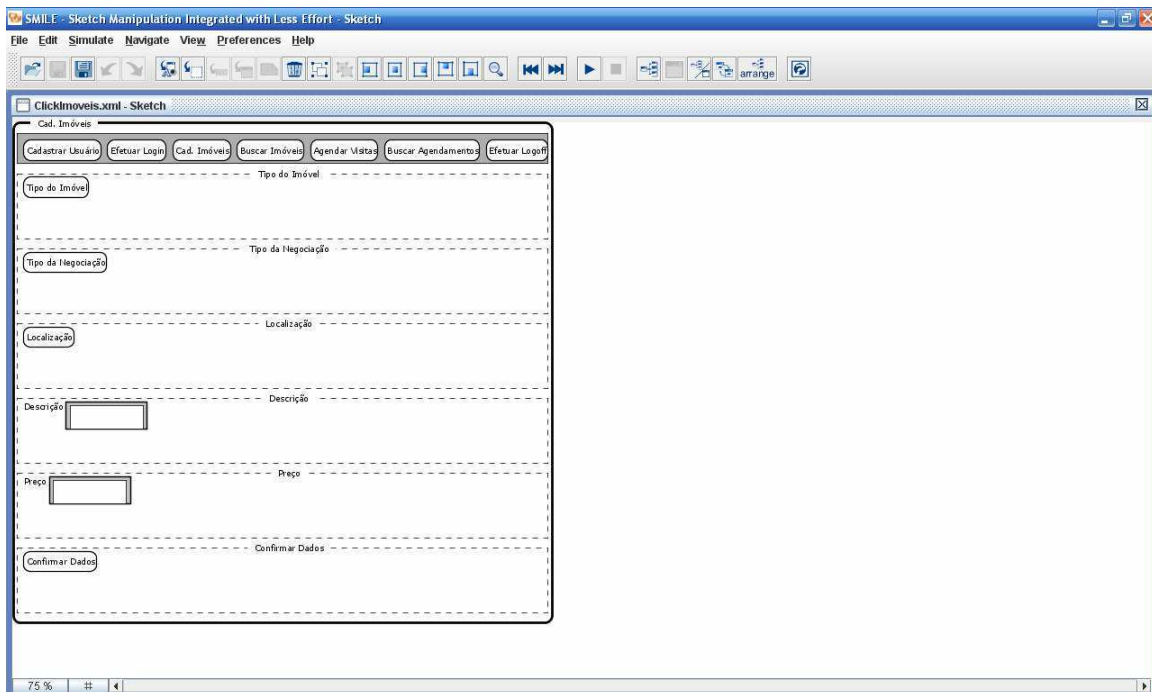 SMILE - Sketch Manipulation Integrated with Less Effort - Sketch
File Edit Simulate Navigate View Preferences Help
arrange
ClickImoveis.xml - Sketch
Cad. Imóveis
Cadastrar Usuário Efetuar Login Cad. Imóveis Buscar Imóveis Agendar Visitas Buscar Agendamentos Efetuar Logoff
Tipo do Imóvel
Tipo do Imóvel
Tipo da Negociação
Tipo da Negociação
Localização
Localização
Descrição
Descrição
Preço
Preço
Confirmar Dados
Confirmar Dados
75 % #